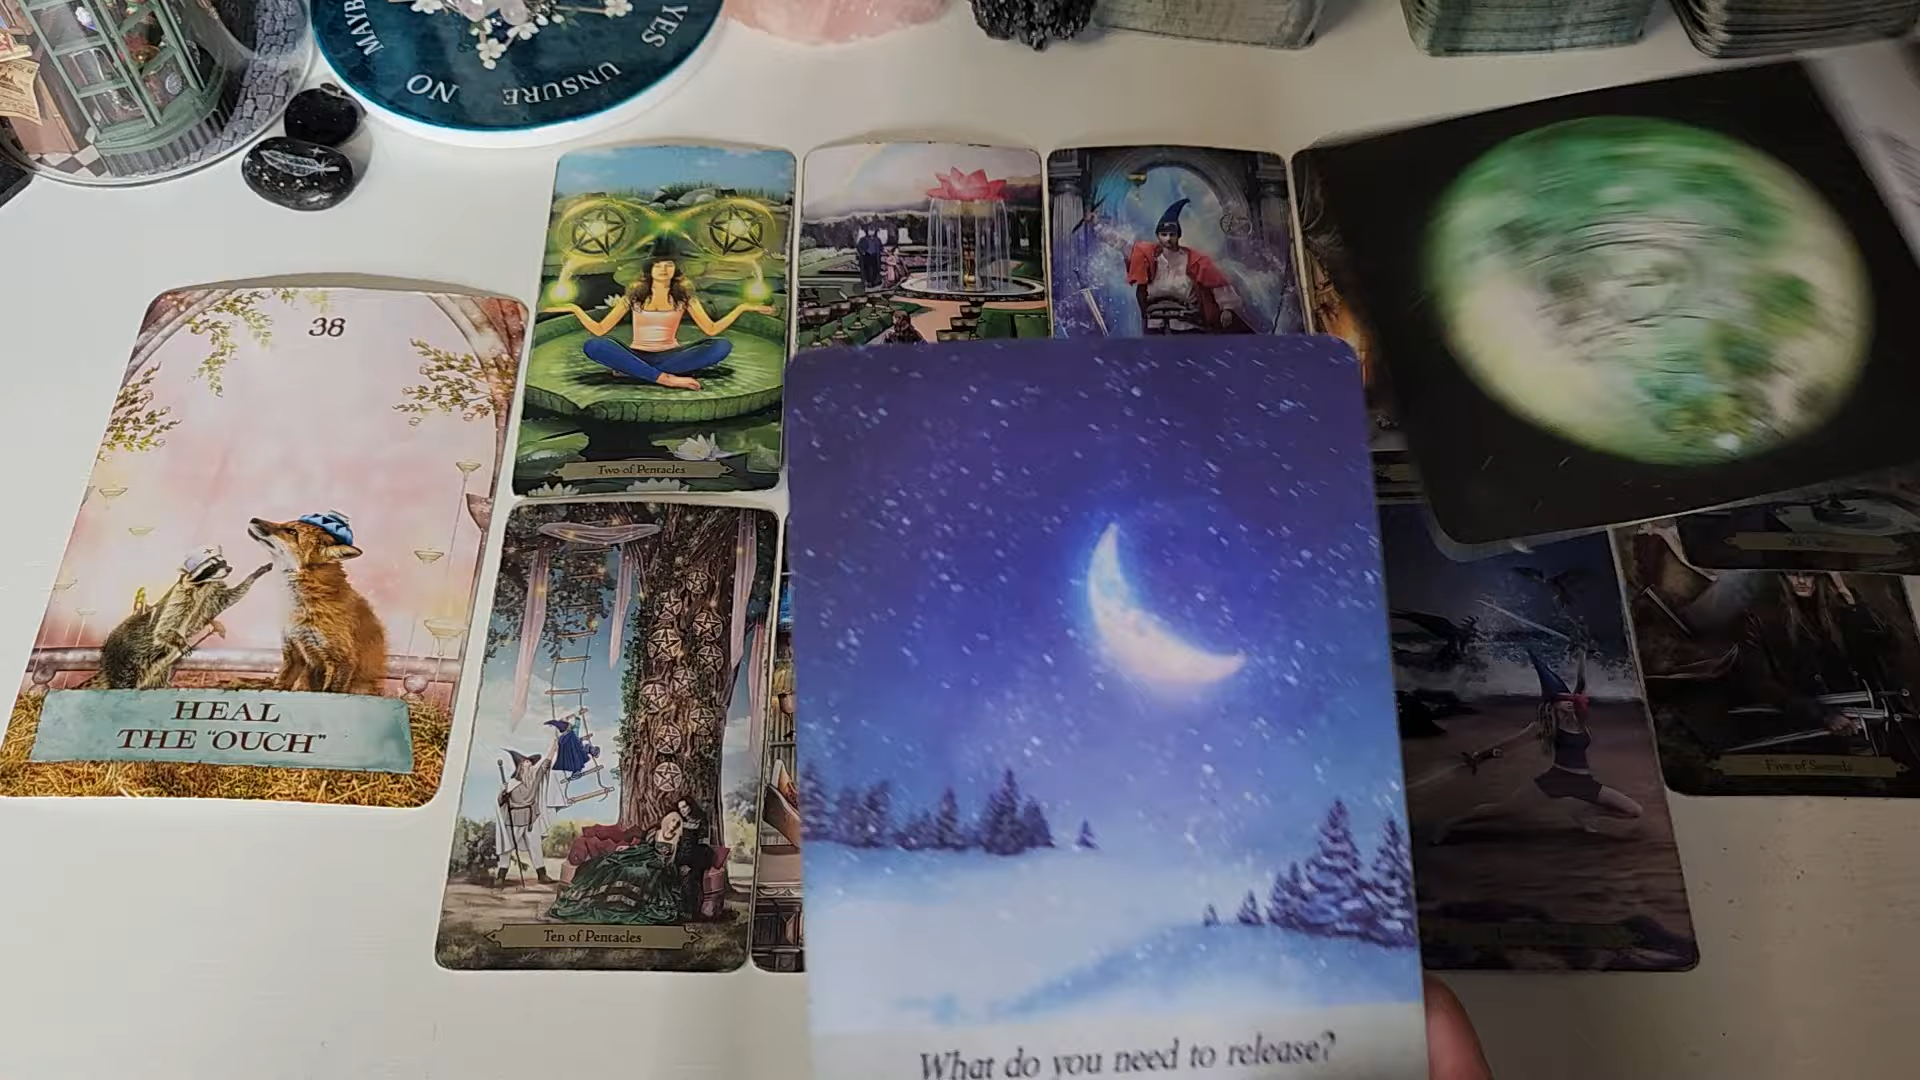 MAYB
YES
NO
UNSURE
38
HEAL
THE "OUCH"
Two of Pentacles
Ten of Pentacles
Five of Swords
What do you need to release?